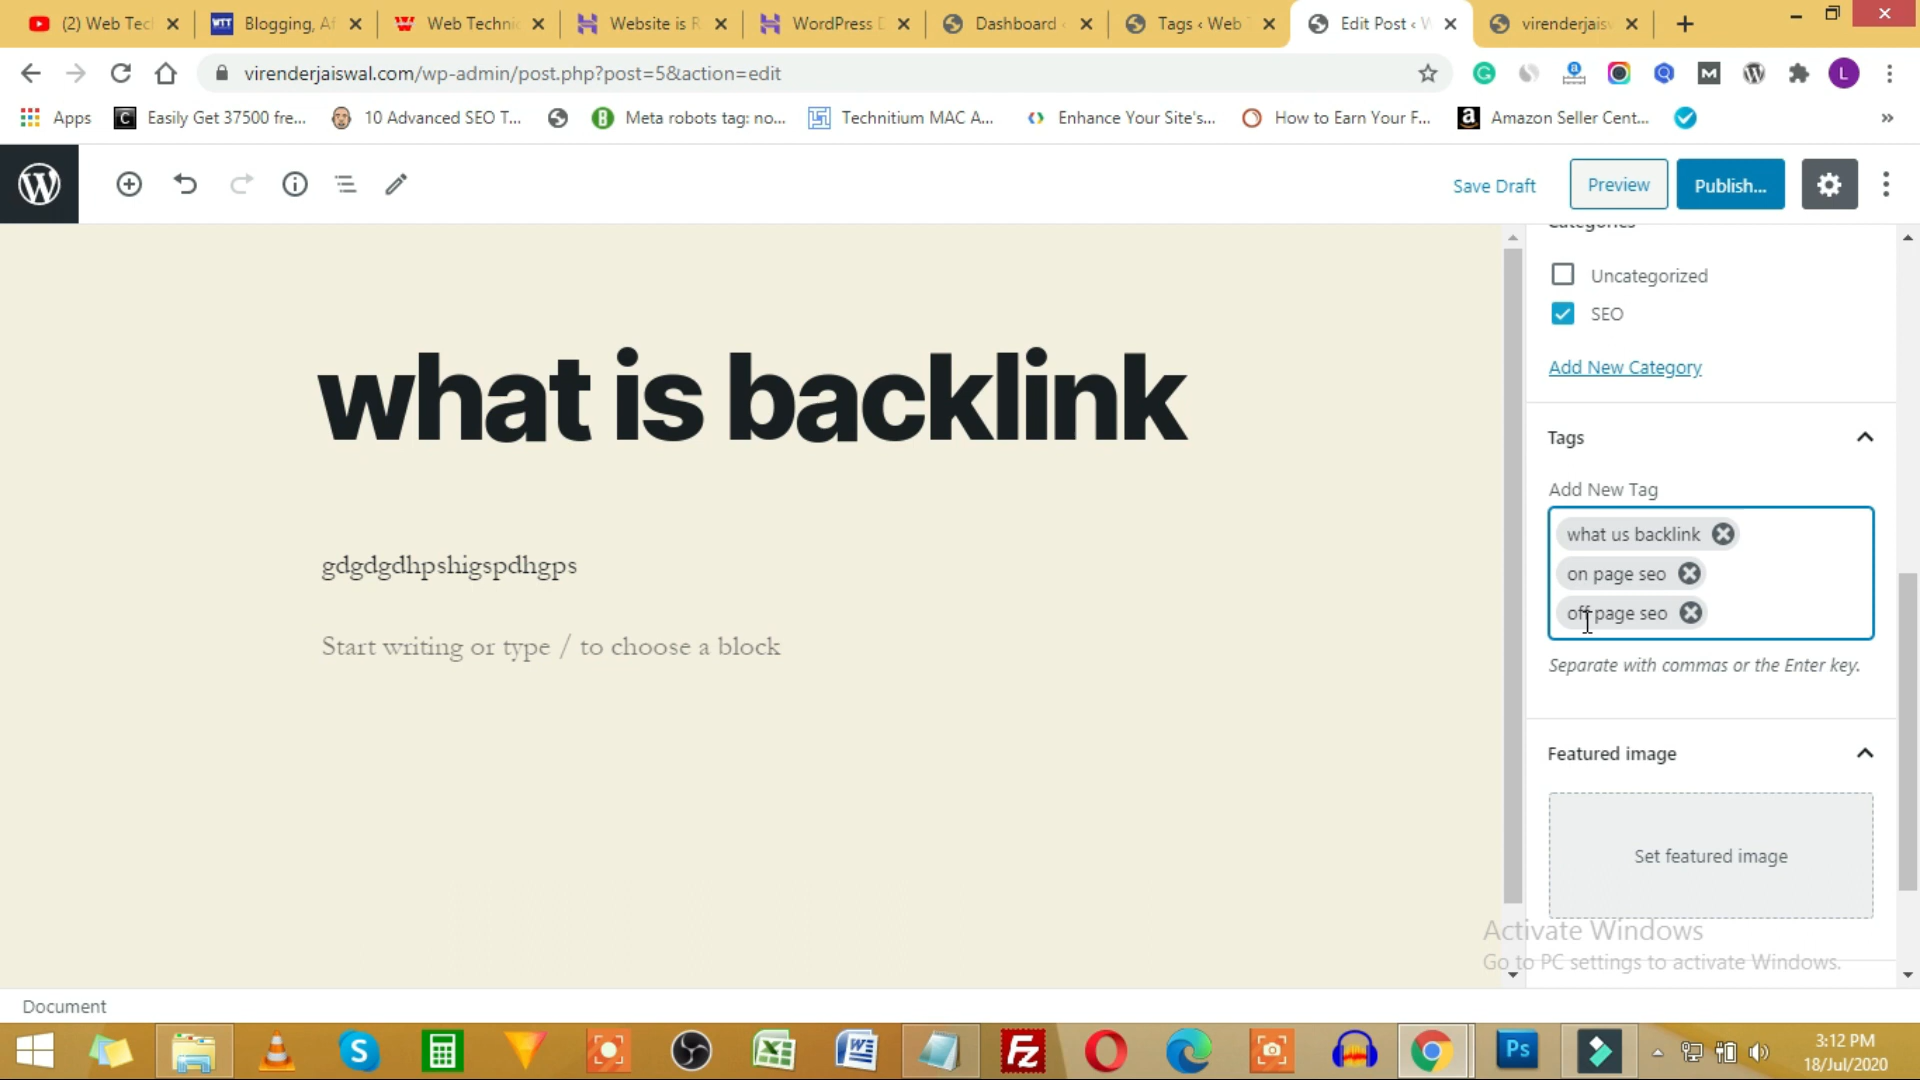 (2) Web Tec
WTT Blogging, Af
Web Techni
Website is R
WordPress D
Dashboard ‹
Tags ‹ Web
Edit Post ‹ W
virenderjaisw
virenderjaiswal.com/wp-admin/post.php?post=5&action=edit
L
Apps
Easily Get 37500 fre...
10 Advanced SEO T...
Meta robots tag: no...
Technitium MAC A...
Enhance Your Site's...
How to Earn Your F...
Amazon Seller Cent...
»
Save Draft
Preview
Publish...
Categories
Uncategorized
SEO
Add New Category
what is backlink
Tags
Add New Tag
what us backlink
on page seo
off page seo
Separate with commas or the Enter key.
gdgdgdhpshigspdhgps
Start writing or type / to choose a block
Featured image
Set featured image
Activate Windows
Go to PC settings to activate Windows.
Document
Ps
3:12 PM
18/Jul/2020